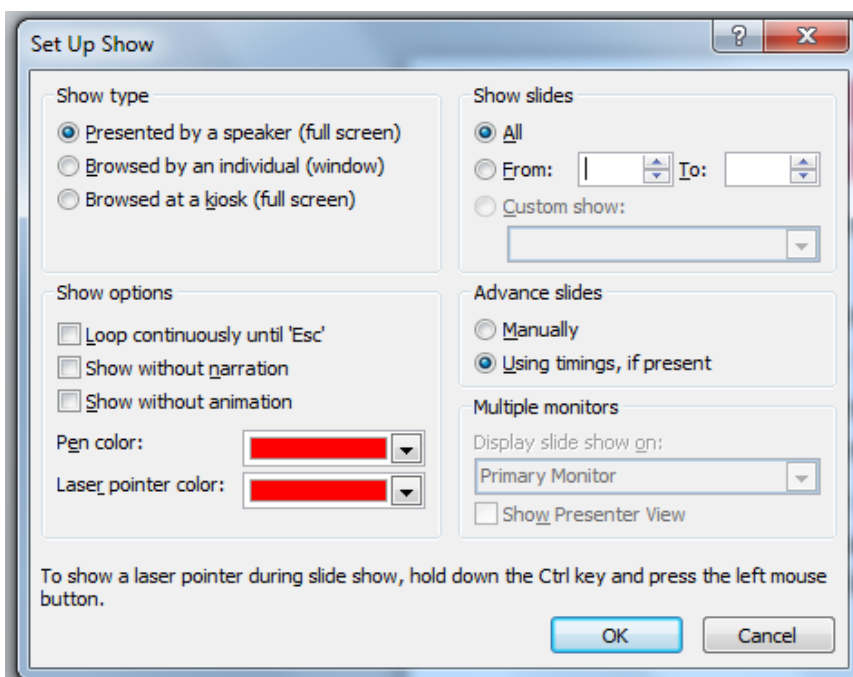 Set Up Show
Show type
Presented by a speaker (full screen)
Browsed by an individual (window)
Browsed at a kiosk (full screen)
Show slides
All
From: To:
Custom show:
Show options
Loop continuously until 'Esc'
Show without narration
Show without animation
Pen color:
Laser pointer color:
Advance slides
Manually
Using timings, if present
Multiple monitors
Display slide show on:
Primary Monitor
Show Presenter View
To show a laser pointer during slide show, hold down the Ctrl key and press the left mouse
button.
OK Cancel